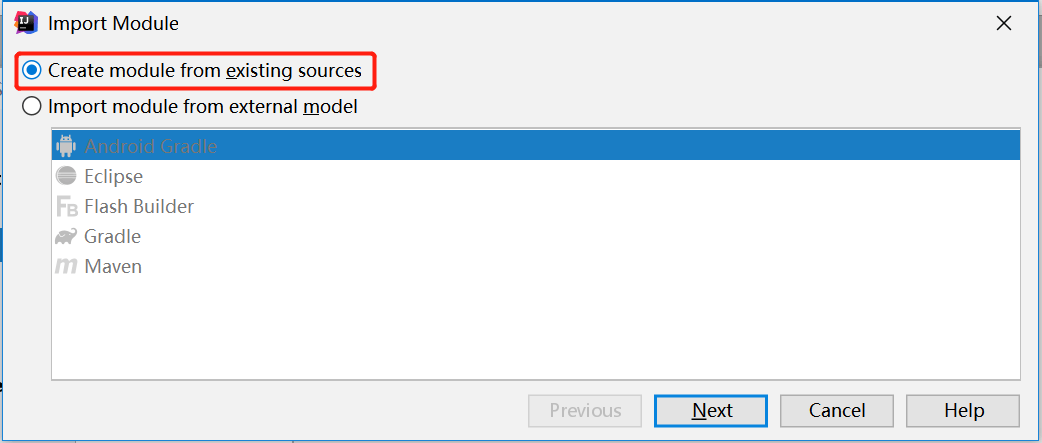 Import Module
Create module from existing sources
Import module from external model
Android Gradle
Eclipse
Flash Builder
Gradle
Maven
Previous Next Cancel Help